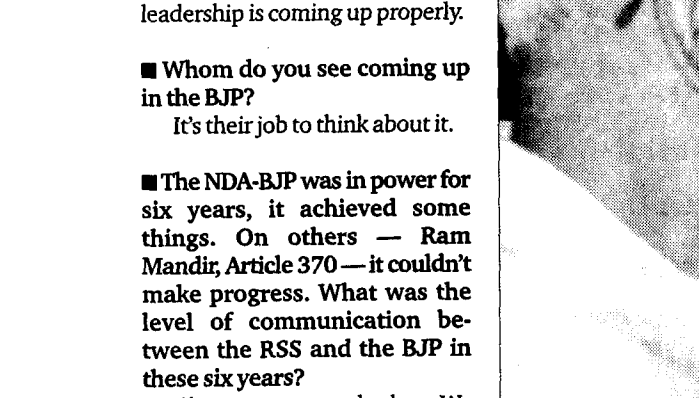 leadership is coming up properly.
■ Whom do you see coming up
in the BJP?
It's their job to think about it.
■ The NDA-BJP was in power for
six years, it achieved some
things. On others — Ram
Mandir, Article 370 — it couldn't
make progress. What was the
level of communication be-
tween the RSS and the BJP in
these six years?